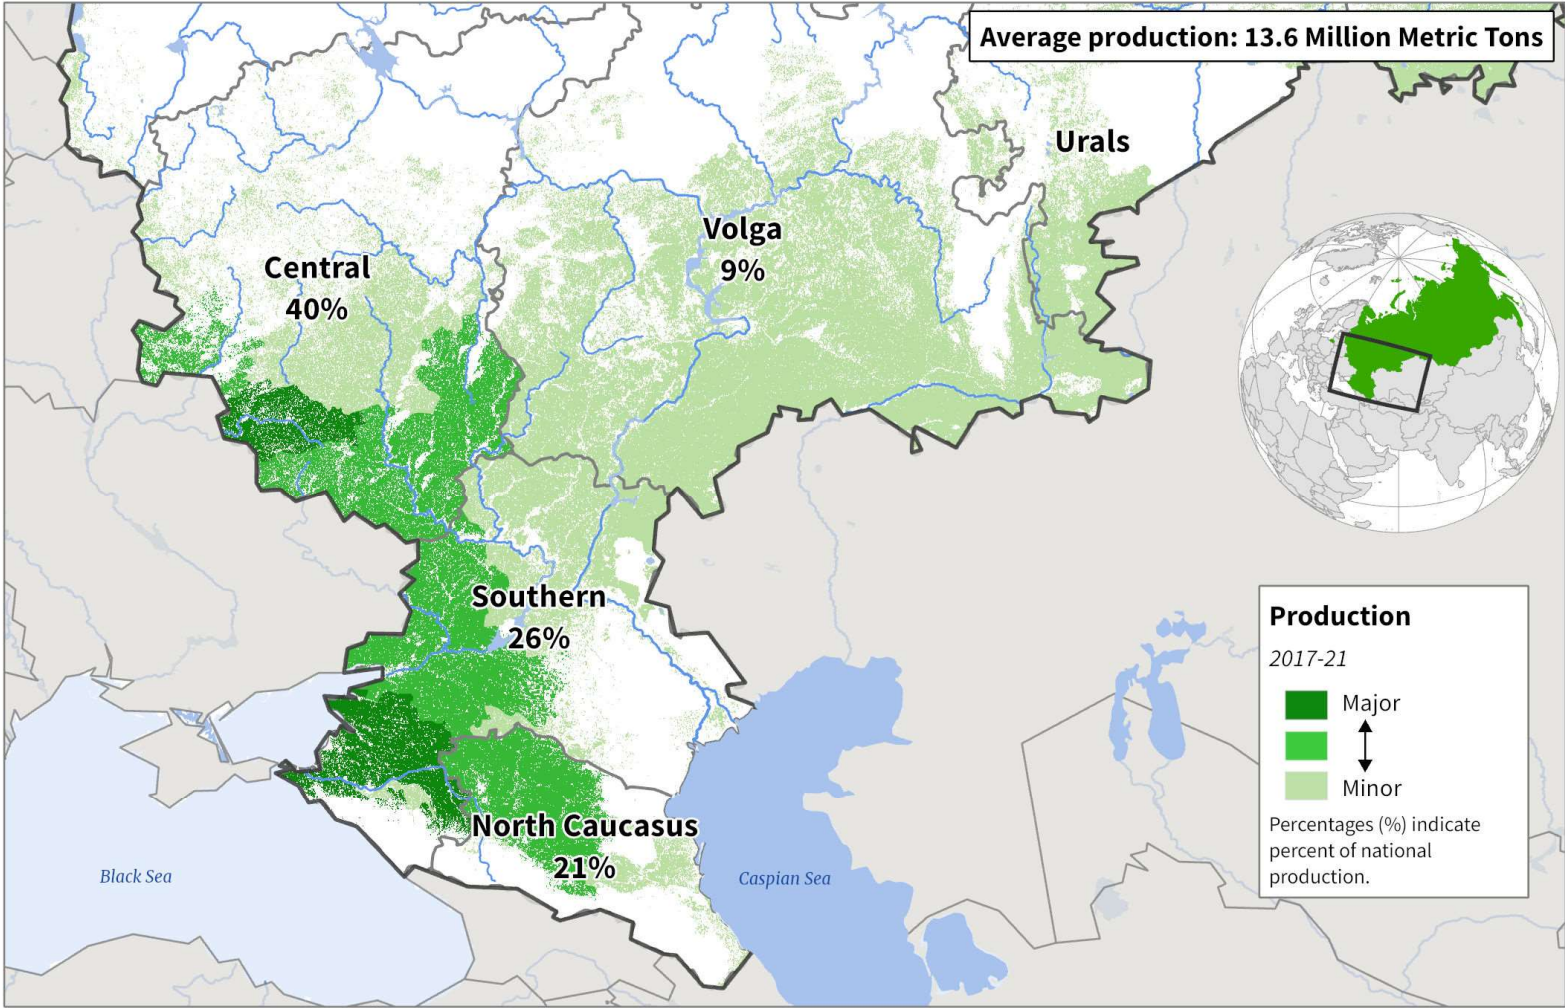 Average production: 13.6 Million Metric Tons
Urals
Volga
9%
Central
40%
Southern
26%
North Caucasus
21%
Black Sea
Caspian Sea
Production
2017-21
Major
Minor
Percentages (%) indicate
percent of national
production.